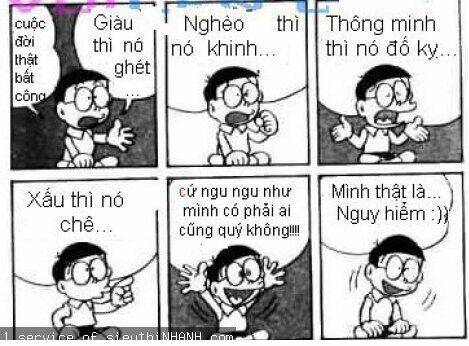 cuộc
đời
thật
bất
công
Giàu
thì nó
ghét
...
Nghèo thì
nó khinh...
Thông minh
thì nó đố kỵ...
Xấu thì nó
chê...
cứ ngu ngu như
mình có phải ai
cũng quý không!!!!
Mình thật là...
Nguy hiểm :))
1 service of sieuthiNHANH.com